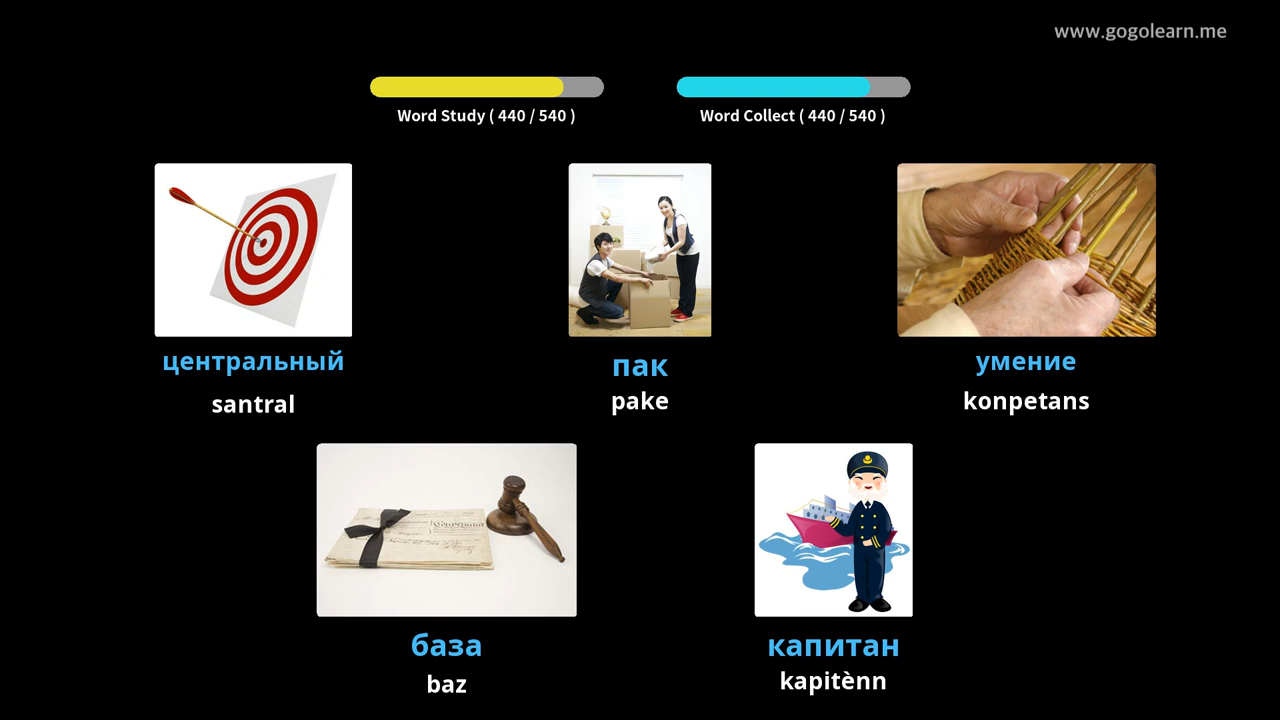 www.gogolearn.me
Word Study ( 440 / 540 )
Word Collect ( 440 / 540 )
центральный
santral
пак
pake
умение
konpetans
база
baz
капитан
kapitènn